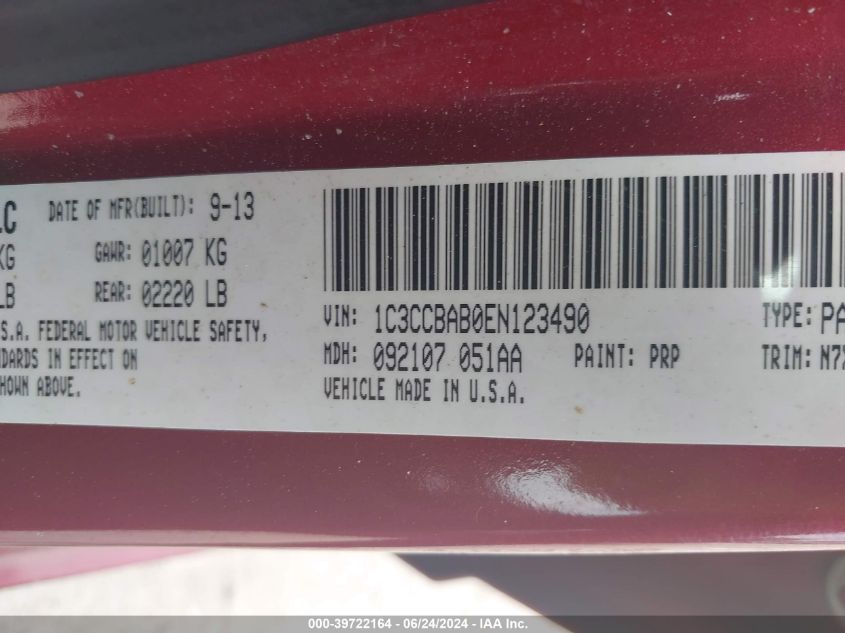 LC DATE OF MFR(BUILT): 9-13
KG GAWR: 01007 KG
LB REAR: 02220 LB
S.A. FEDERAL MOTOR VEHICLE SAFETY,
DARDS IN EFFECT ON
SHOWN ABOVE.
VIN: 1C3CCBAB0EN123490 TYPE: PA
MDH: 092107 051AA PAINT: PRP TRIM: N7X
VEHICLE MADE IN U.S.A.
000-39722164 - 06/24/2024 - IAA Inc.